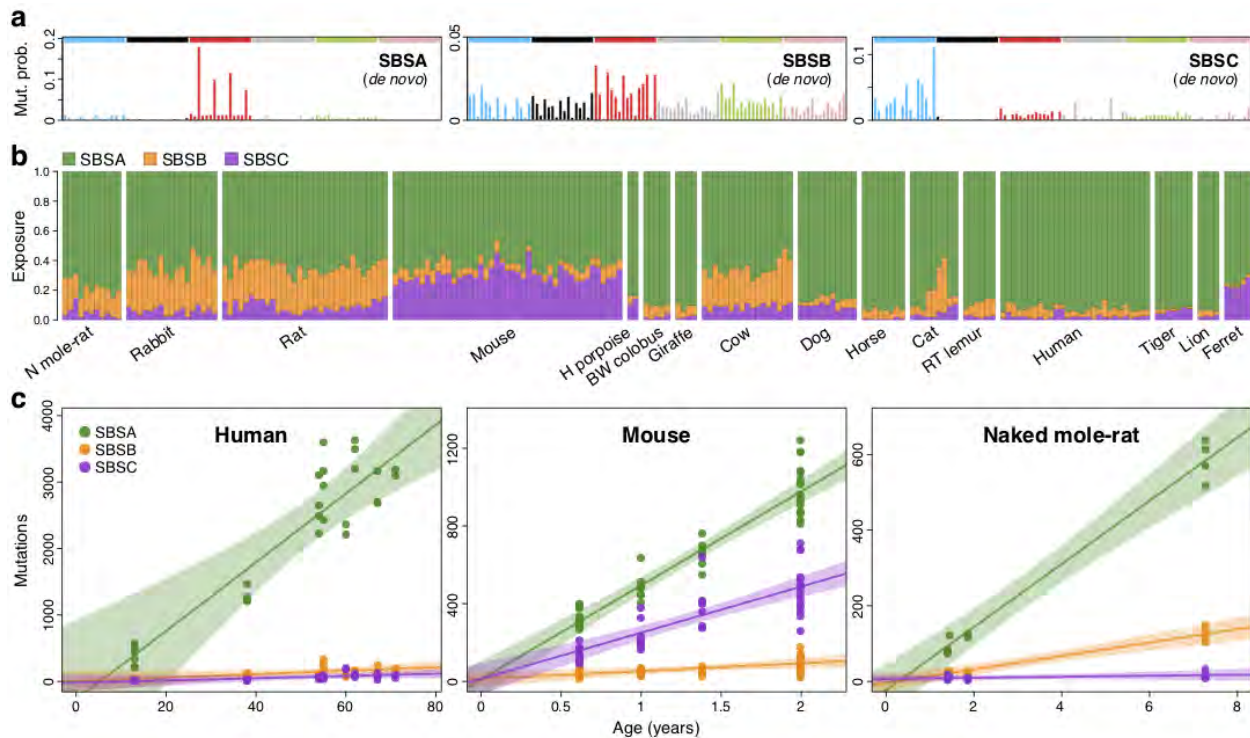 a
Mut. prob.
0.2
0.1
0
SBSA
(de novo)
0.05
0
SBSB
(de novo)
0.1
0
SBSC
(de novo)
b
SBSA SBSB SBSC
Exposure
1.0
0.8
0.6
0.4
0.2
0.0
N mole-rat Rabbit Rat Mouse H porpoise BW colobus Giraffe Cow Dog Horse Cat RT lemur Human Tiger Lion Ferret
c
Mutations
4000
3000
2000
1000
0
SBSA
SBSB
SBSC
Human
0 20 40 60 80
1200
800
400
0
Mouse
0 0.5 1 1.5 2
600
400
200
0
Naked mole-rat
0 2 4 6 8
Age (years)